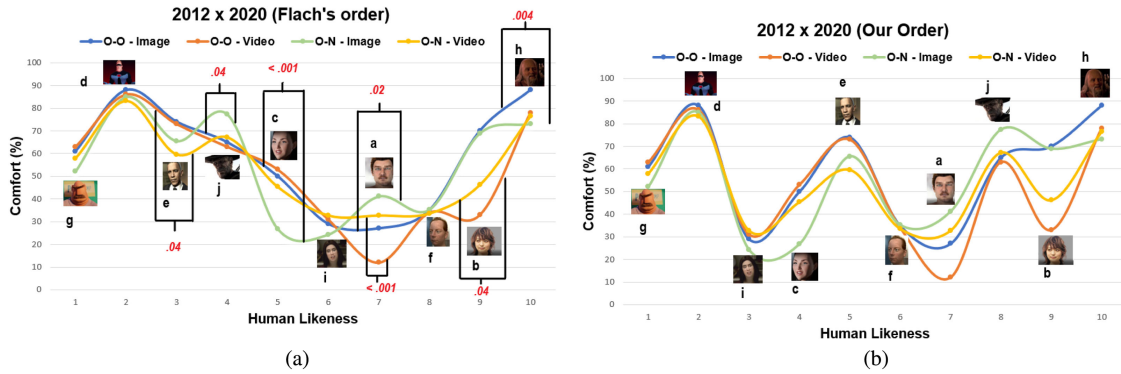 2012 x 2020 (Flach's order)
.004
O-O - Image
O-O - Video
O-N - Image
O-N - Video
h
d
.04
< .001
.02
c
a
j
e
g
i
f
b
.04
< .001
.04
Comfort (%)
100
90
80
70
60
50
40
30
20
10
0
1 2 3 4 5 6 7 8 9 10
Human Likeness
(a)
2012 x 2020 (Our Order)
O-O - Image
O-O - Video
O-N - Image
O-N - Video
h
e
j
d
a
g
i
c
f
b
Comfort (%)
100
90
80
70
60
50
40
30
20
10
0
1 2 3 4 5 6 7 8 9 10
Human Likeness
(b)